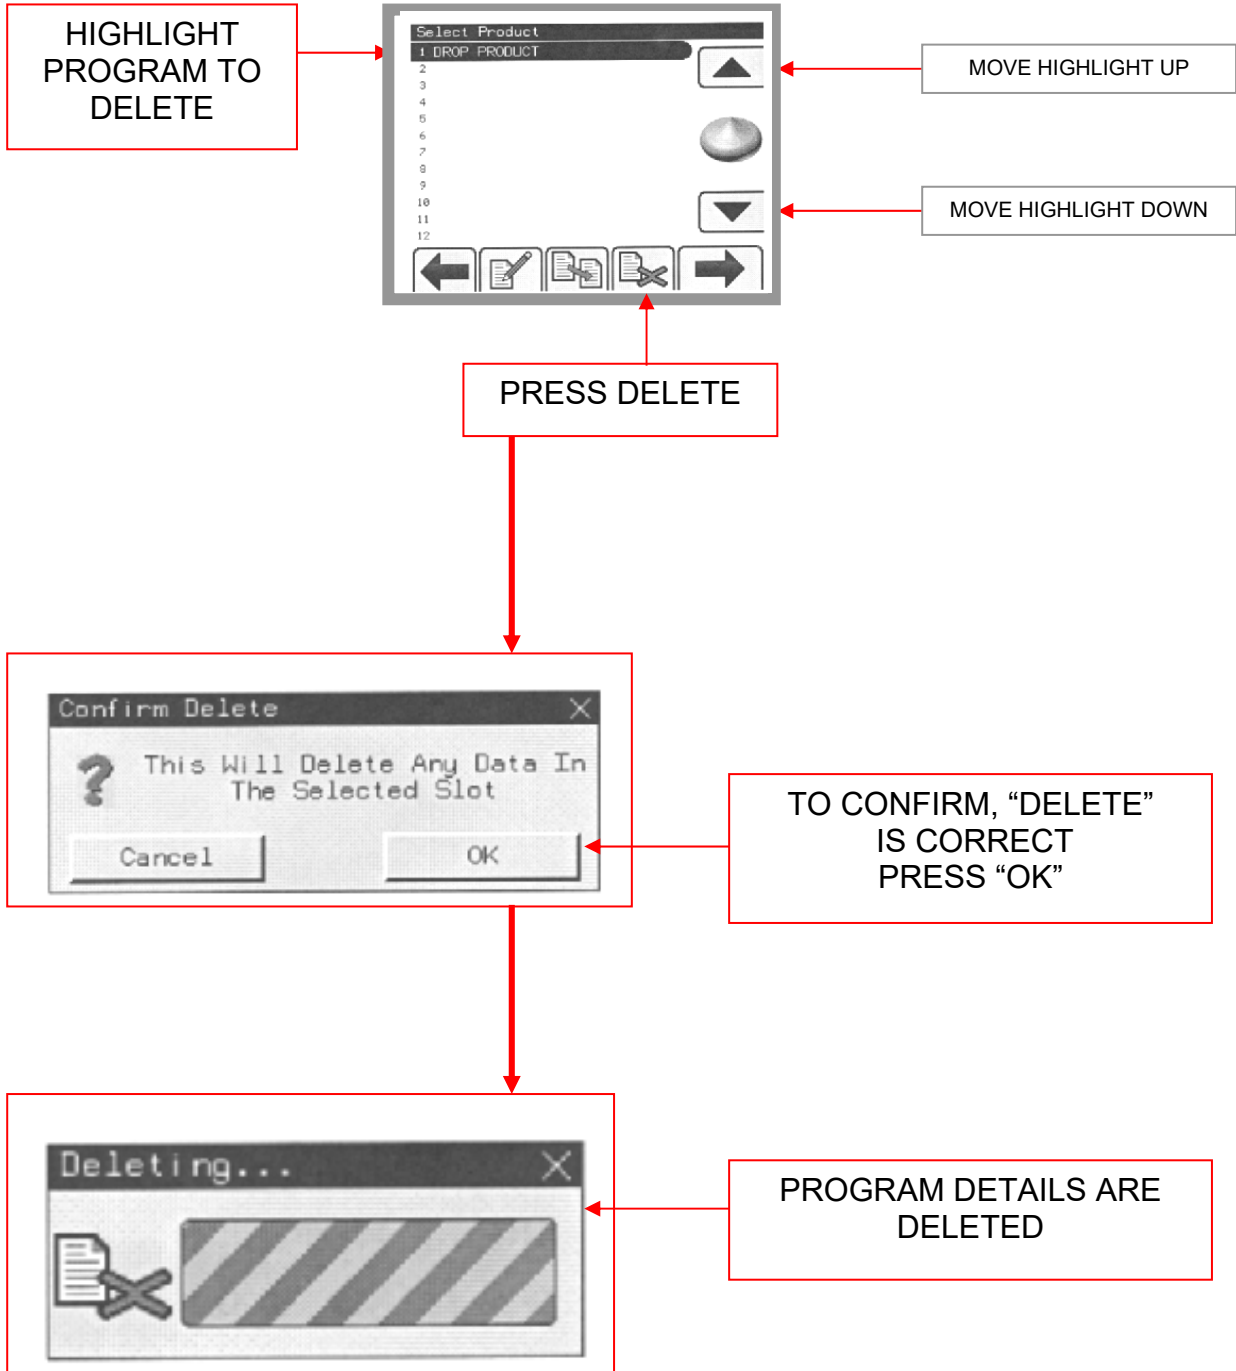 HIGHLIGHT
PROGRAM TO
DELETE
Select Product
1 DROP PRODUCT
2
3
4
5
6
7
8
9
10
11
12
MOVE HIGHLIGHT UP
MOVE HIGHLIGHT DOWN
PRESS DELETE
Confirm Delete
This Will Delete Any Data In
The Selected Slot
Cancel
OK
TO CONFIRM, “DELETE”
IS CORRECT
PRESS “OK”
Deleting...
PROGRAM DETAILS ARE
DELETED